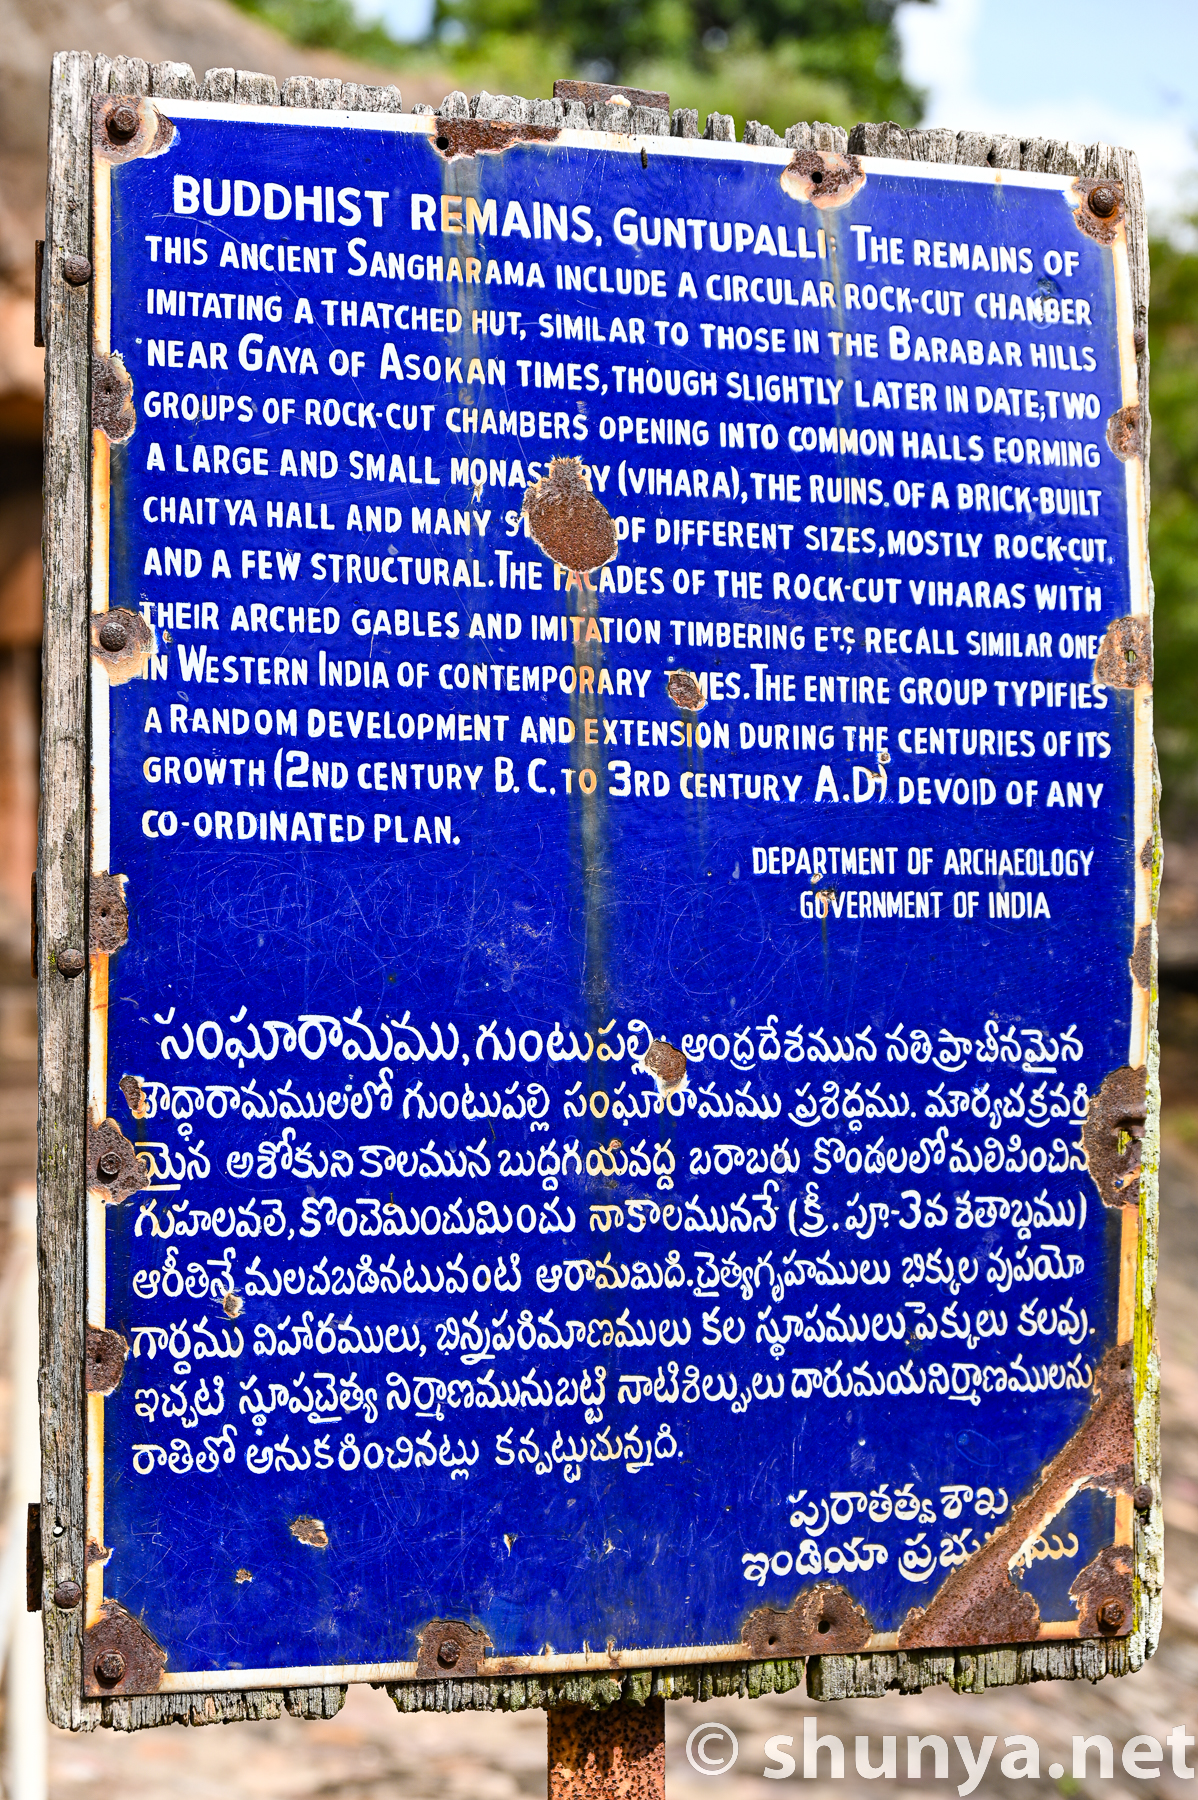 BUDDHIST REMAINS, GUNTUPALLI: THE REMAINS OF
THIS ANCIENT SANGHARAMA INCLUDE A CIRCULAR ROCK-CUT CHAMBER
IMITATING A THATCHED HUT, SIMILAR TO THOSE IN THE BARABAR HILLS
NEAR GAYA OF ASOKAN TIMES, THOUGH SLIGHTLY LATER IN DATE; TWO
GROUPS OF ROCK-CUT CHAMBERS OPENING INTO COMMON HALLS FORMING
A LARGE AND SMALL MONASTERY (VIHARA), THE RUINS. OF A BRICK-BUILT
CHAITYA HALL AND MANY OF DIFFERENT SIZES, MOSTLY ROCK-CUT,
AND A FEW STRUCTURAL. THE FACADES OF THE ROCK-CUT VIHARAS WITH
THEIR ARCHED GABLES AND IMITATION TIMBERING ETC; RECALL SIMILAR ONES
IN WESTERN INDIA OF CONTEMPORARY TIMES. THE ENTIRE GROUP TYPIFIES
A RANDOM DEVELOPMENT AND EXTENSION DURING THE CENTURIES OF ITS
GROWTH (2ND CENTURY B.C. TO 3RD CENTURY A.D) DEVOID OF ANY
CO-ORDINATED PLAN.
DEPARTMENT OF ARCHAEOLOGY
GOVERNMENT OF INDIA
సంఘారామము, గుంటుపల్లి: ఆంధ్రదేశమున నతిప్రాచీనమైన
బౌద్ధారామములలో గుంటుపల్లి సంఘారామము ప్రశిద్ధము. మార్యచక్రవర్తి
యైన అశోకుని కాలమున బుద్ధగయవద్ద బరాబరు కొండలలో మలిపించిన
గుహలవలె, కొంచెమించుమించు నాకాలముననే (క్రీ. పూ-3వ శతాబ్దము)
ఆరీతినే మలచబడినటువంటి ఆరామమిది. చైత్యగృహములు భిక్కుల వుపయో
గార్ధము విహారములు, భిన్నపరిమాణములు కల స్థూపములు పెక్కులు కలవు.
ఇచ్చటి స్థూపచైత్య నిర్మాణమునుబట్టి నాటిశిల్పులు దారుమయనిర్మాణములను
రాతితో అనుకరించినట్లు కన్పట్టుచున్నది.
పురాతత్వ శాఖ
ఇండియా
© shunya.net